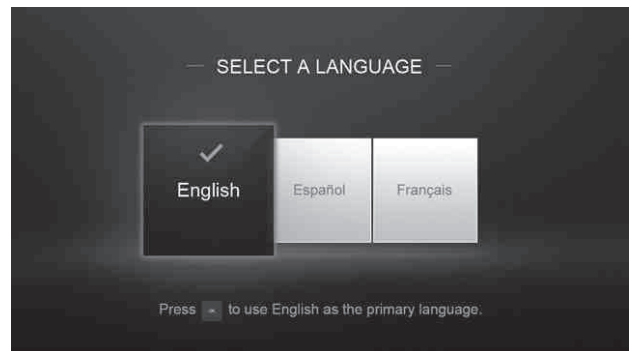 SELECT A LANGUAGE
English Español Français
Press to use English as the primary language.